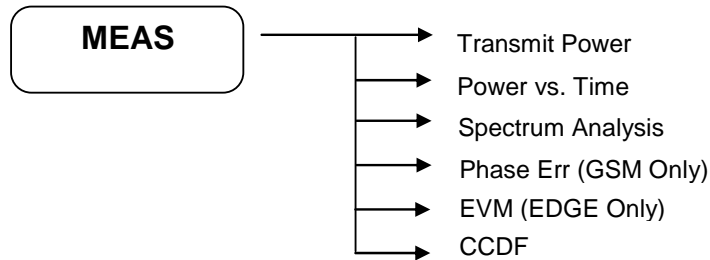 MEAS
Transmit Power
Power vs. Time
Spectrum Analysis
Phase Err (GSM Only)
EVM (EDGE Only)
CCDF